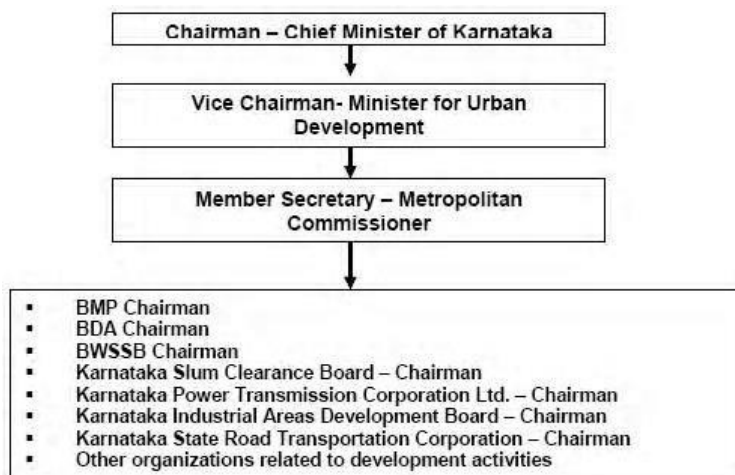 Chairman – Chief Minister of Karnataka
Vice Chairman- Minister for Urban
Development
Member Secretary – Metropolitan
Commissioner
▪ BMP Chairman
▪ BDA Chairman
▪ BWSSB Chairman
▪ Karnataka Slum Clearance Board – Chairman
▪ Karnataka Power Transmission Corporation Ltd. – Chairman
▪ Karnataka Industrial Areas Development Board – Chairman
▪ Karnataka State Road Transportation Corporation – Chairman
▪ Other organizations related to development activities